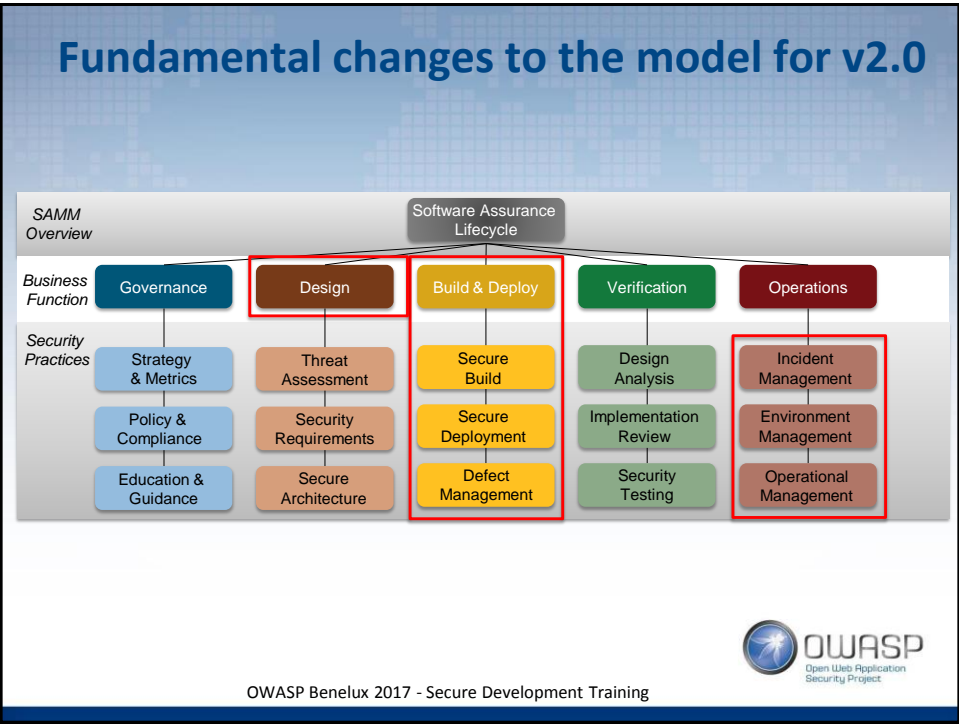 Fundamental changes to the model for v2.0
SAMM
Overview
Software Assurance
Lifecycle
Business
Function
Governance
Design
Build & Deploy
Verification
Operations
Security
Practices
Strategy
& Metrics
Threat
Assessment
Secure
Build
Design
Analysis
Incident
Management
Policy &
Compliance
Security
Requirements
Secure
Deployment
Implementation
Review
Environment
Management
Education &
Guidance
Secure
Architecture
Defect
Management
Security
Testing
Operational
Management
OWASP
Open Web Application
Security Project
OWASP Benelux 2017 - Secure Development Training